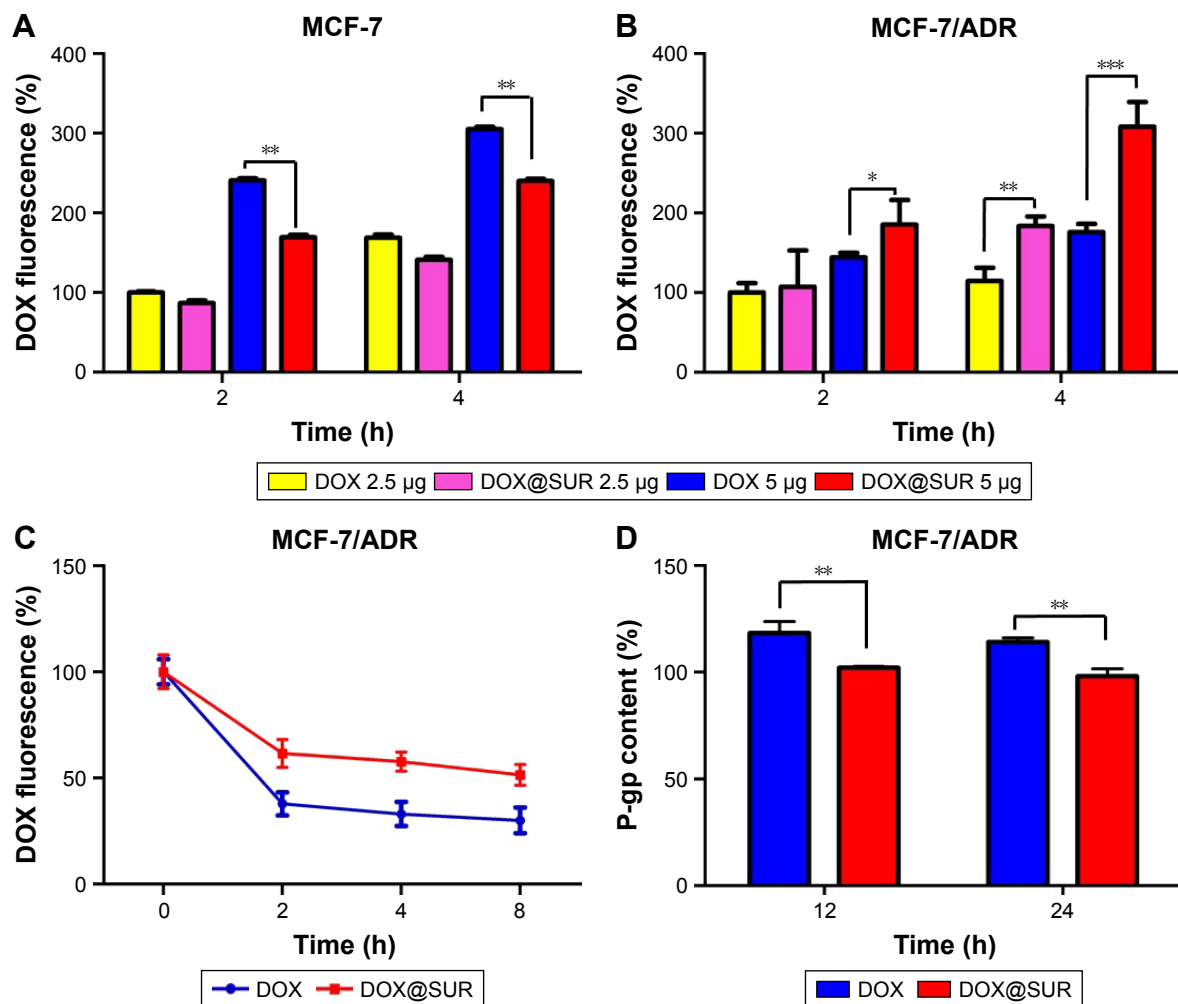 A
MCF-7
DOX fluorescence (%)
400
300
200
100
0
**
**
2
4
Time (h)
B
MCF-7/ADR
DOX fluorescence (%)
400
300
200
100
0
*
**
***
2
4
Time (h)
DOX 2.5 µg DOX@SUR 2.5 µg DOX 5 µg DOX@SUR 5 µg
C
MCF-7/ADR
DOX fluorescence (%)
150
100
50
0
0
2
4
8
Time (h)
DOX DOX@SUR
D
MCF-7/ADR
P-gp content (%)
150
100
50
0
**
**
12
24
Time (h)
DOX DOX@SUR